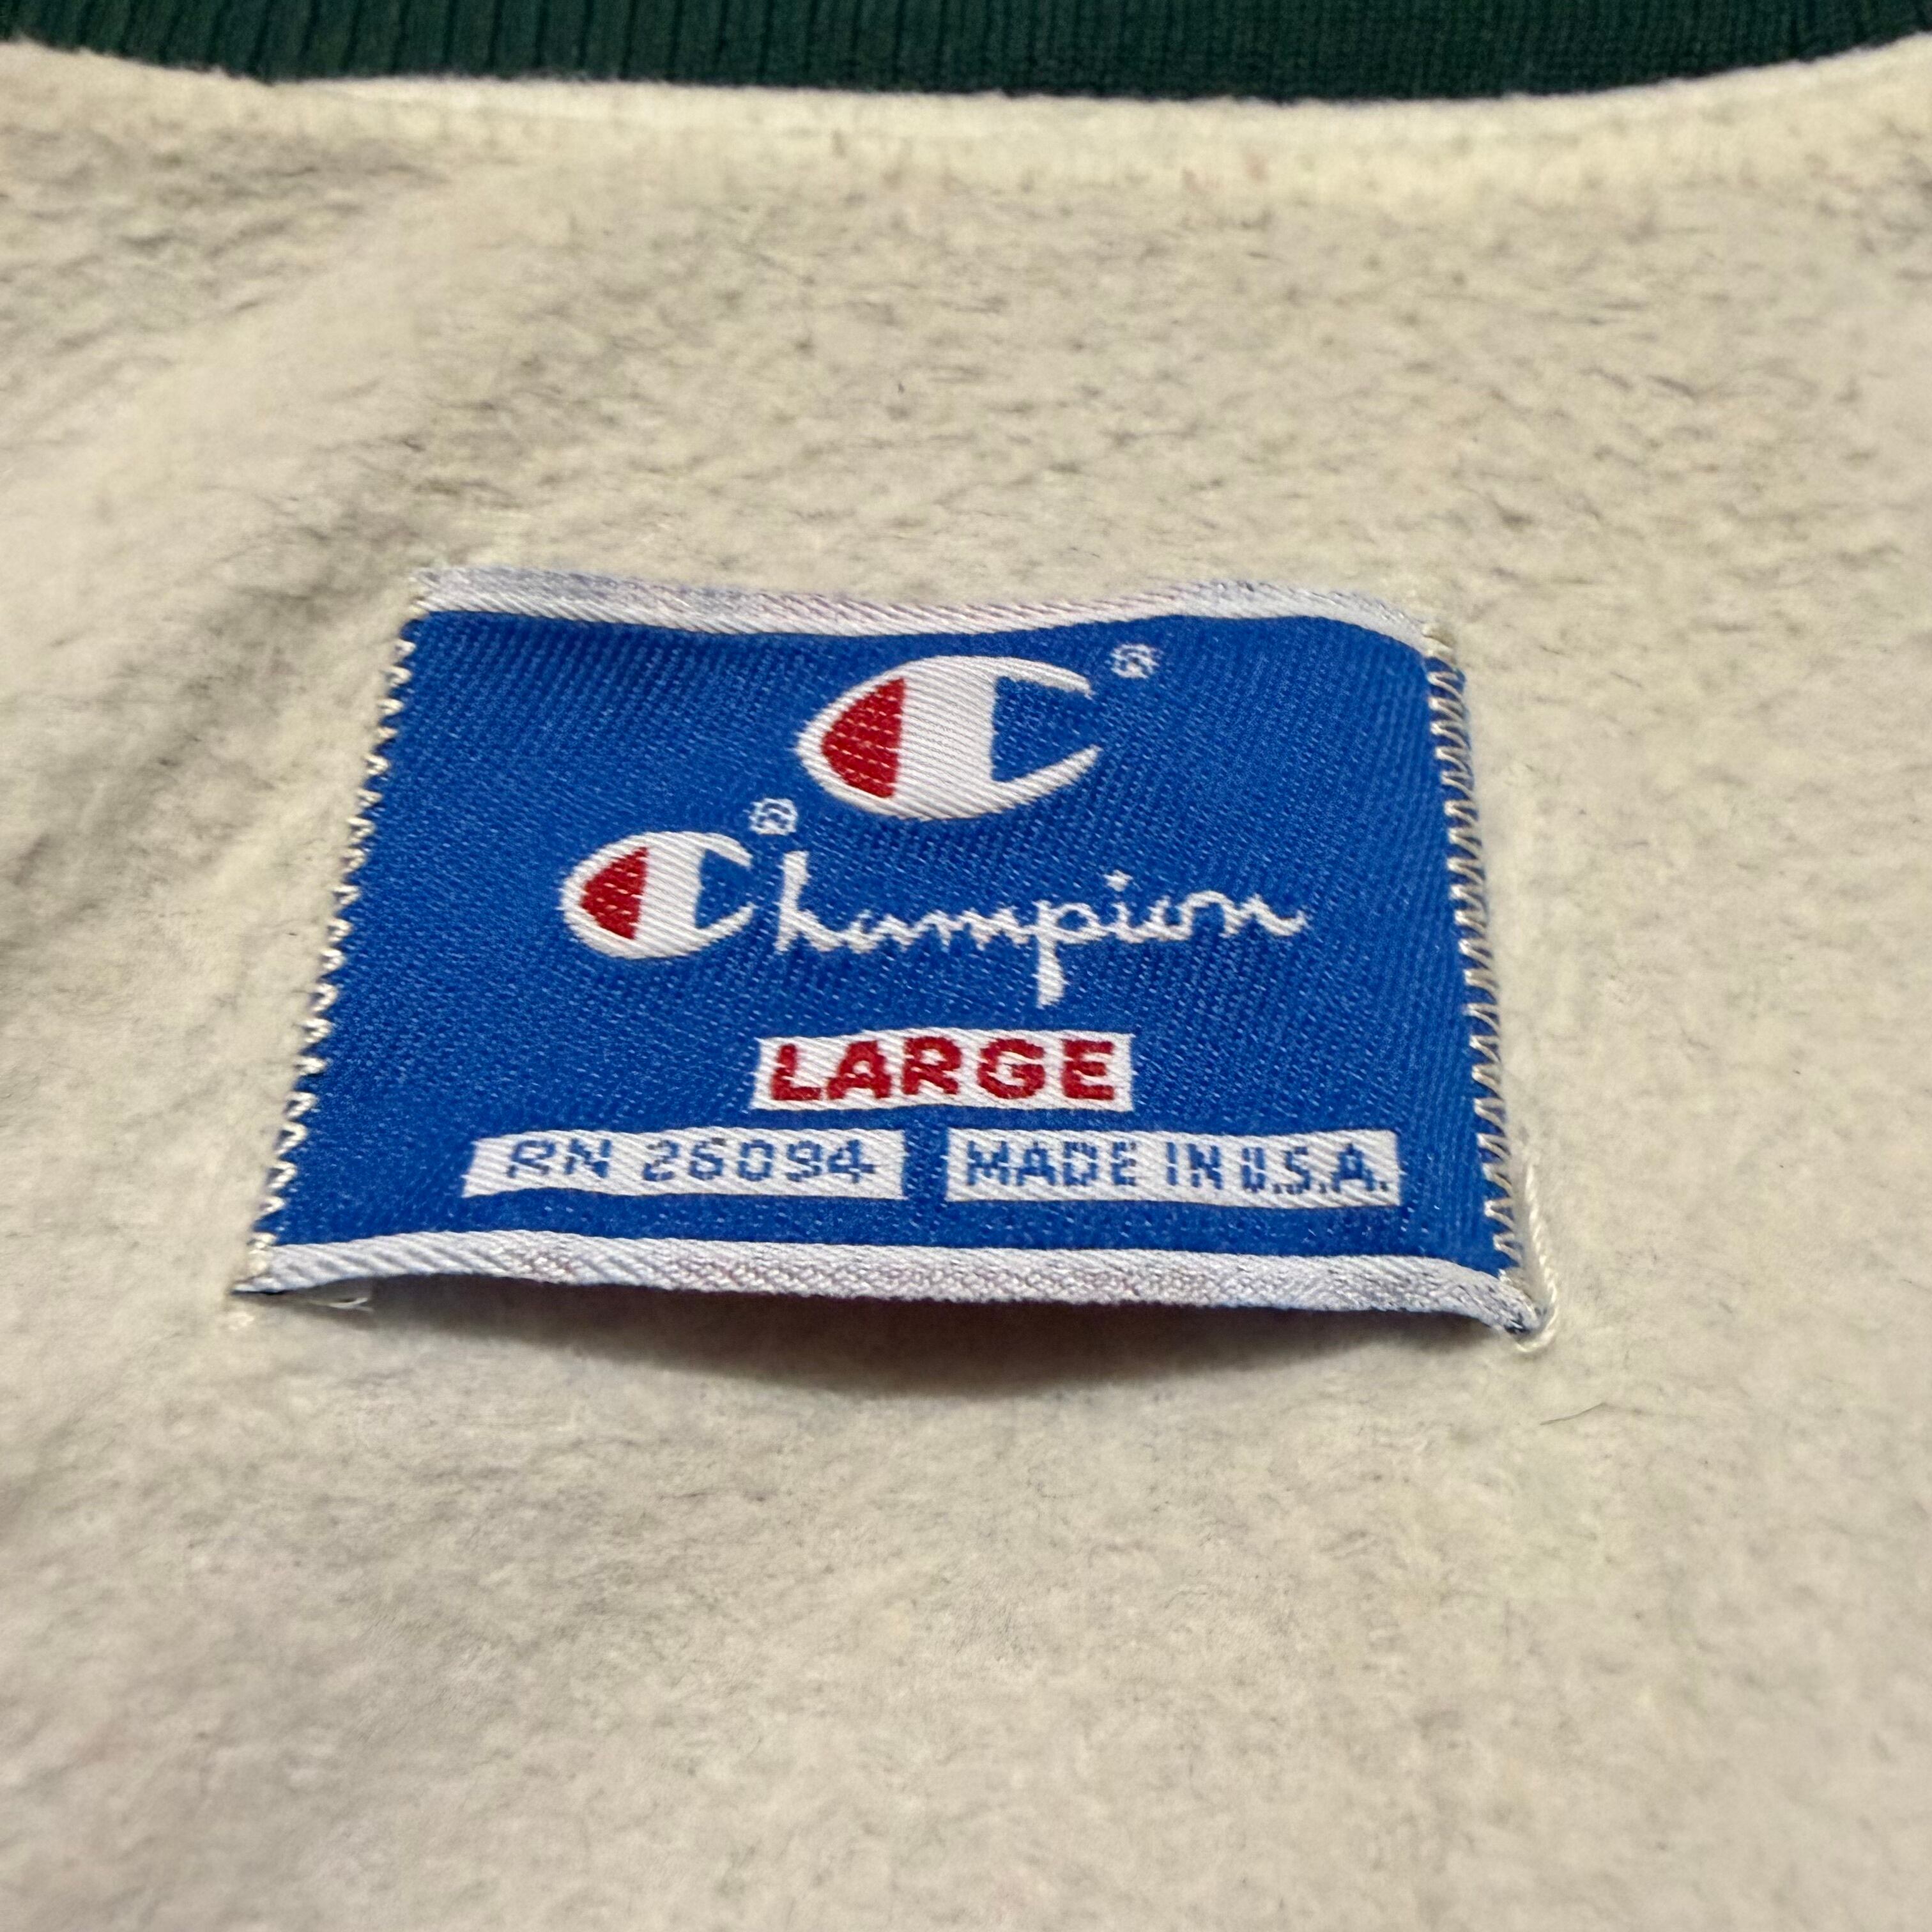 C®
Champion®
LARGE
RN 26094 MADE IN U.S.A.